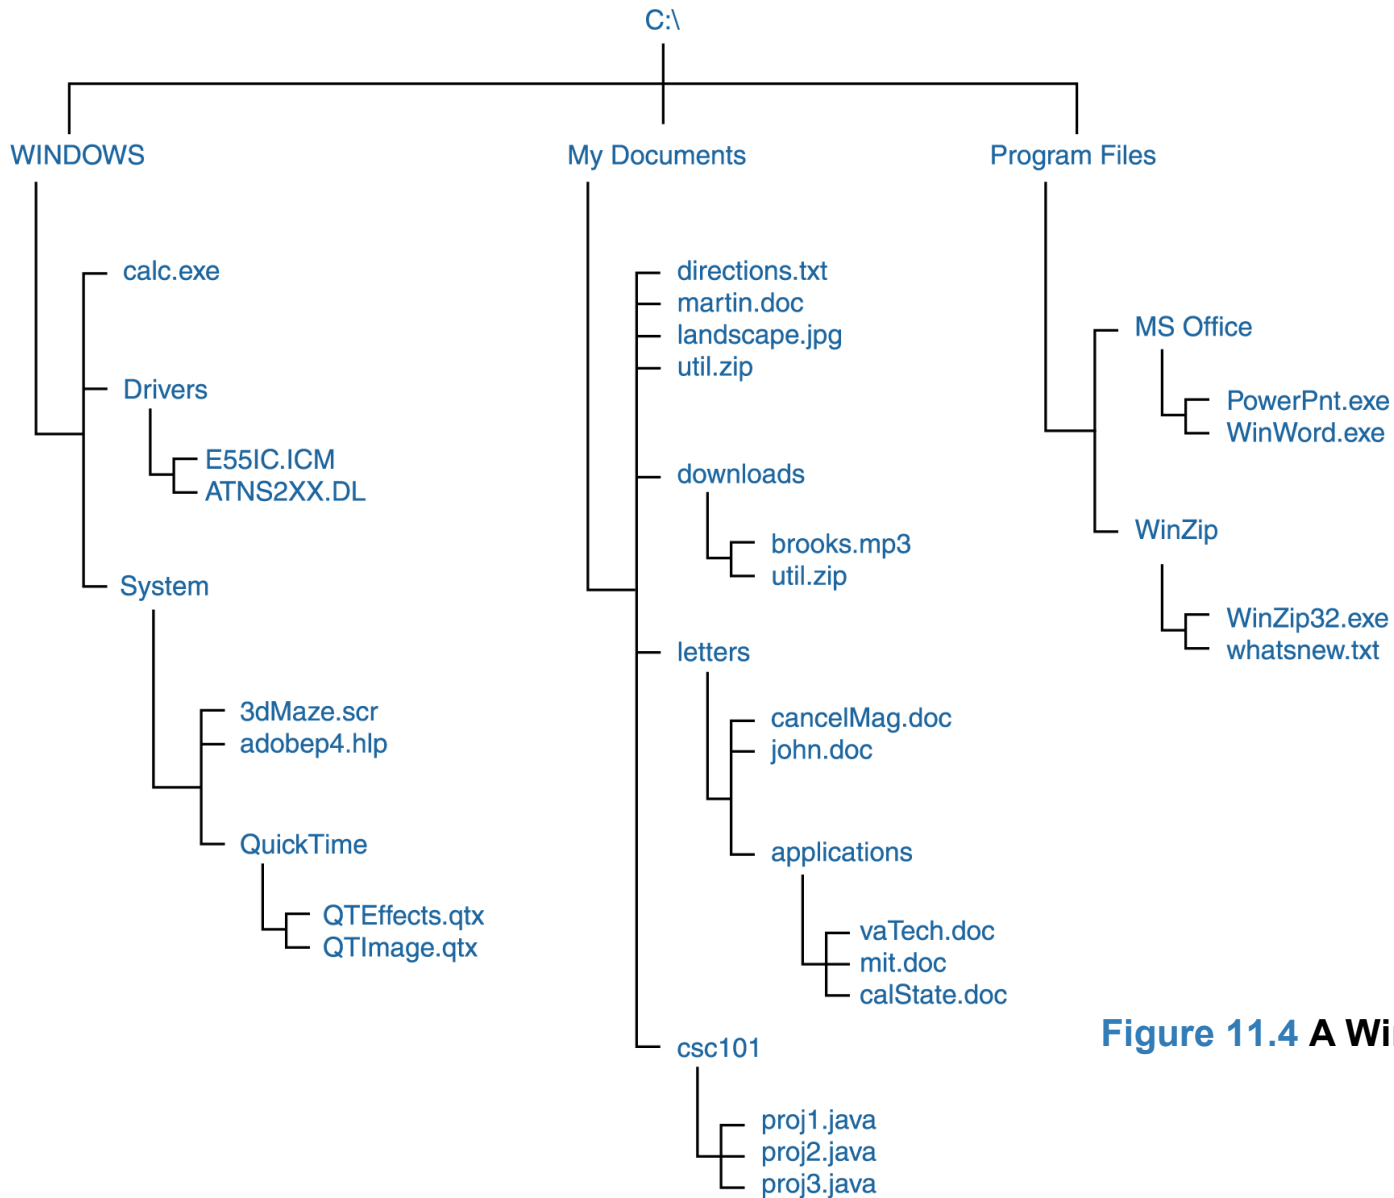 C:\
WINDOWS
My Documents
Program Files
calc.exe
Drivers
E55IC.ICM
ATNS2XX.DL
System
3dMaze.scr
adobep4.hlp
QuickTime
QTEffects.qtx
QTImage.qtx
directions.txt
martin.doc
landscape.jpg
util.zip
downloads
brooks.mp3
util.zip
letters
cancelMag.doc
john.doc
applications
vaTech.doc
mit.doc
calState.doc
csc101
proj1.java
proj2.java
proj3.java
MS Office
PowerPnt.exe
WinWord.exe
WinZip
WinZip32.exe
whatsnew.txt
Figure 11.4 A